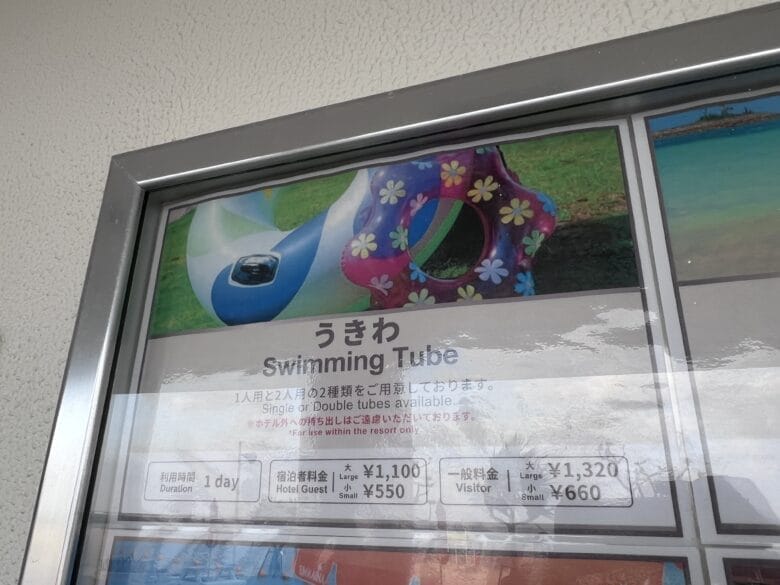 うきわ
Swimming Tube
1人用と2人用の2種類をご用意しております。
Single or Double tubes available.
※ホテル外への持ち出しはご遠慮いただいております。
*For use within the resort only
利用時間 1 day
Duration
宿泊者料金 大 ¥1,100
Hotel Guest Large
小 ¥550
Small
一般料金 大 ¥1,320
Visitor Large
小 ¥660
Small